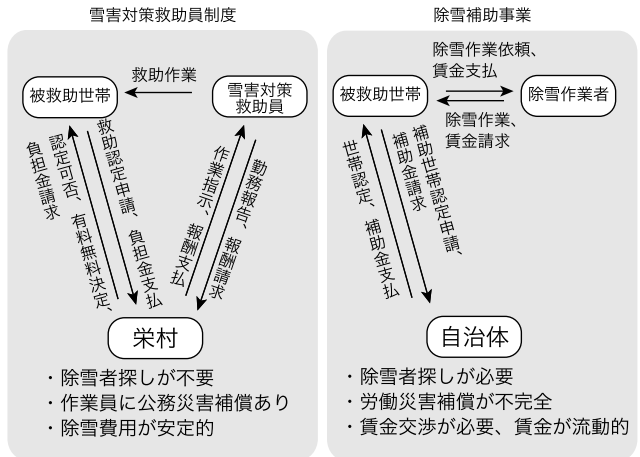 雪害対策救助員制度
救助作業
被救助世帯
雪害対策
救助員
認定可否、有料無料決定、
負担金請求
救助認定申請、負担金支払
作業指示、報酬支払
勤務報告、報酬請求
栄村
・除雪者探しが不要
・作業員に公務災害補償あり
・除雪費用が安定的
除雪補助事業
除雪作業依頼、
賃金支払
被救助世帯
除雪作業者
除雪作業、
賃金請求
世帯認定、補助金支払
補助世帯認定申請、
補助金請求
自治体
・除雪者探しが必要
・労働災害補償が不完全
・賃金交渉が必要、賃金が流動的